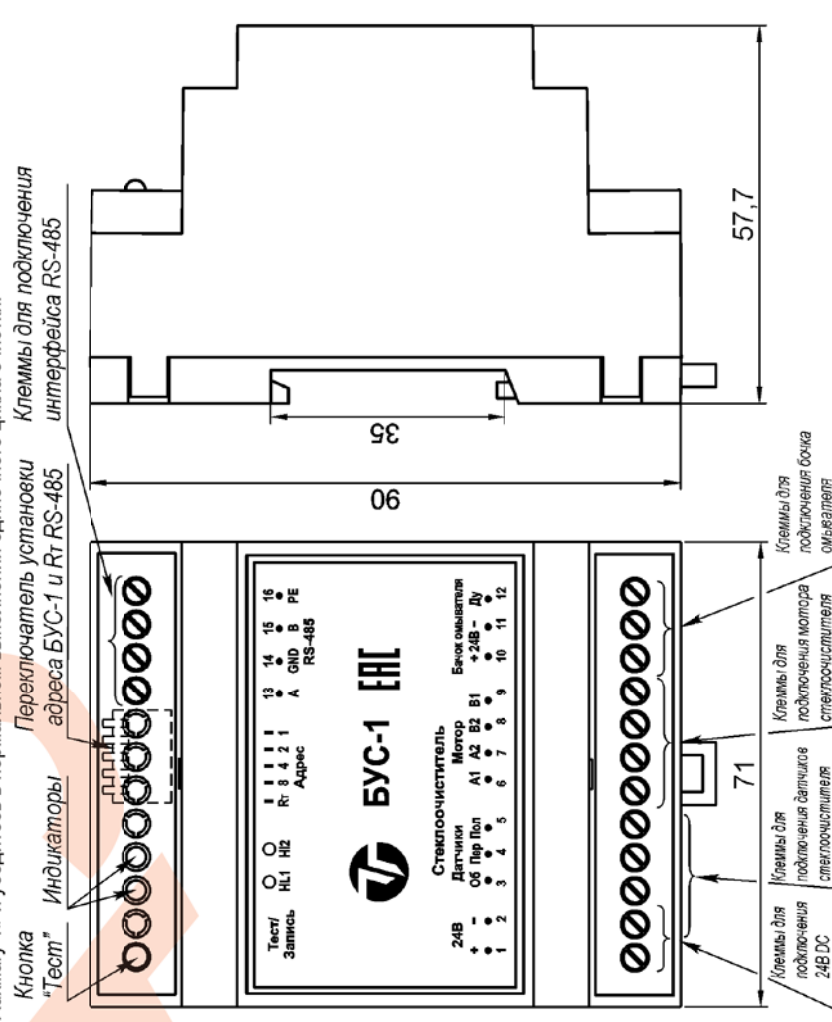 Кнопка
"Тест"
Индикаторы
Переключатель установки
адреса БУС-1 и Rт RS-485
Клеммы для подключения
интерфейса RS-485
Тест/
Запись
HL1 Hl2
Rт 8 4 2 1
Адрес
13 14 15 16
A GND B PE
RS-485
БУС-1 EAC
Стеклоочиститель
24В Датчики Мотор Бачок омывателя
+ − Об Пер Пол A1 A2 B2 B1 +24В − Ду
1 2 3 4 5 6 7 8 9 10 11 12
Клеммы для
подключения
24В DC
Клеммы для
подключения датчиков
стеклоочистителя
Клеммы для
подключения мотора
стеклоочистителя
Клеммы для
подключения бочка
омывателя
71
90
35
57,7